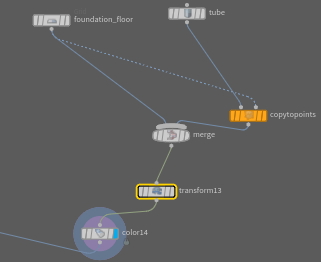 foundation_floor
tube
copytopoints
merge
transform13
color14